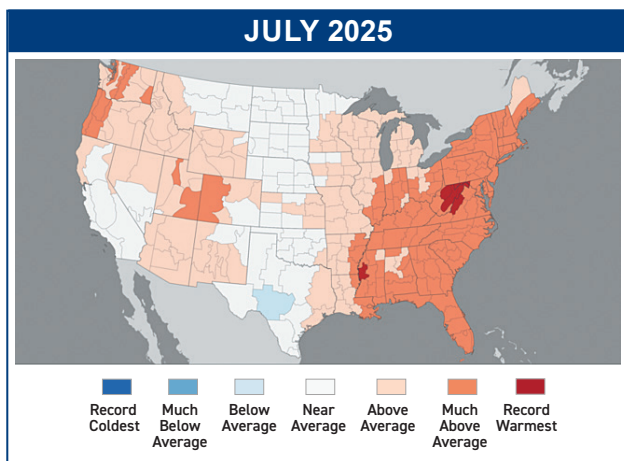 JULY 2025
Record
Coldest
Much
Below
Average
Below
Average
Near
Average
Above
Average
Much
Above
Average
Record
Warmest